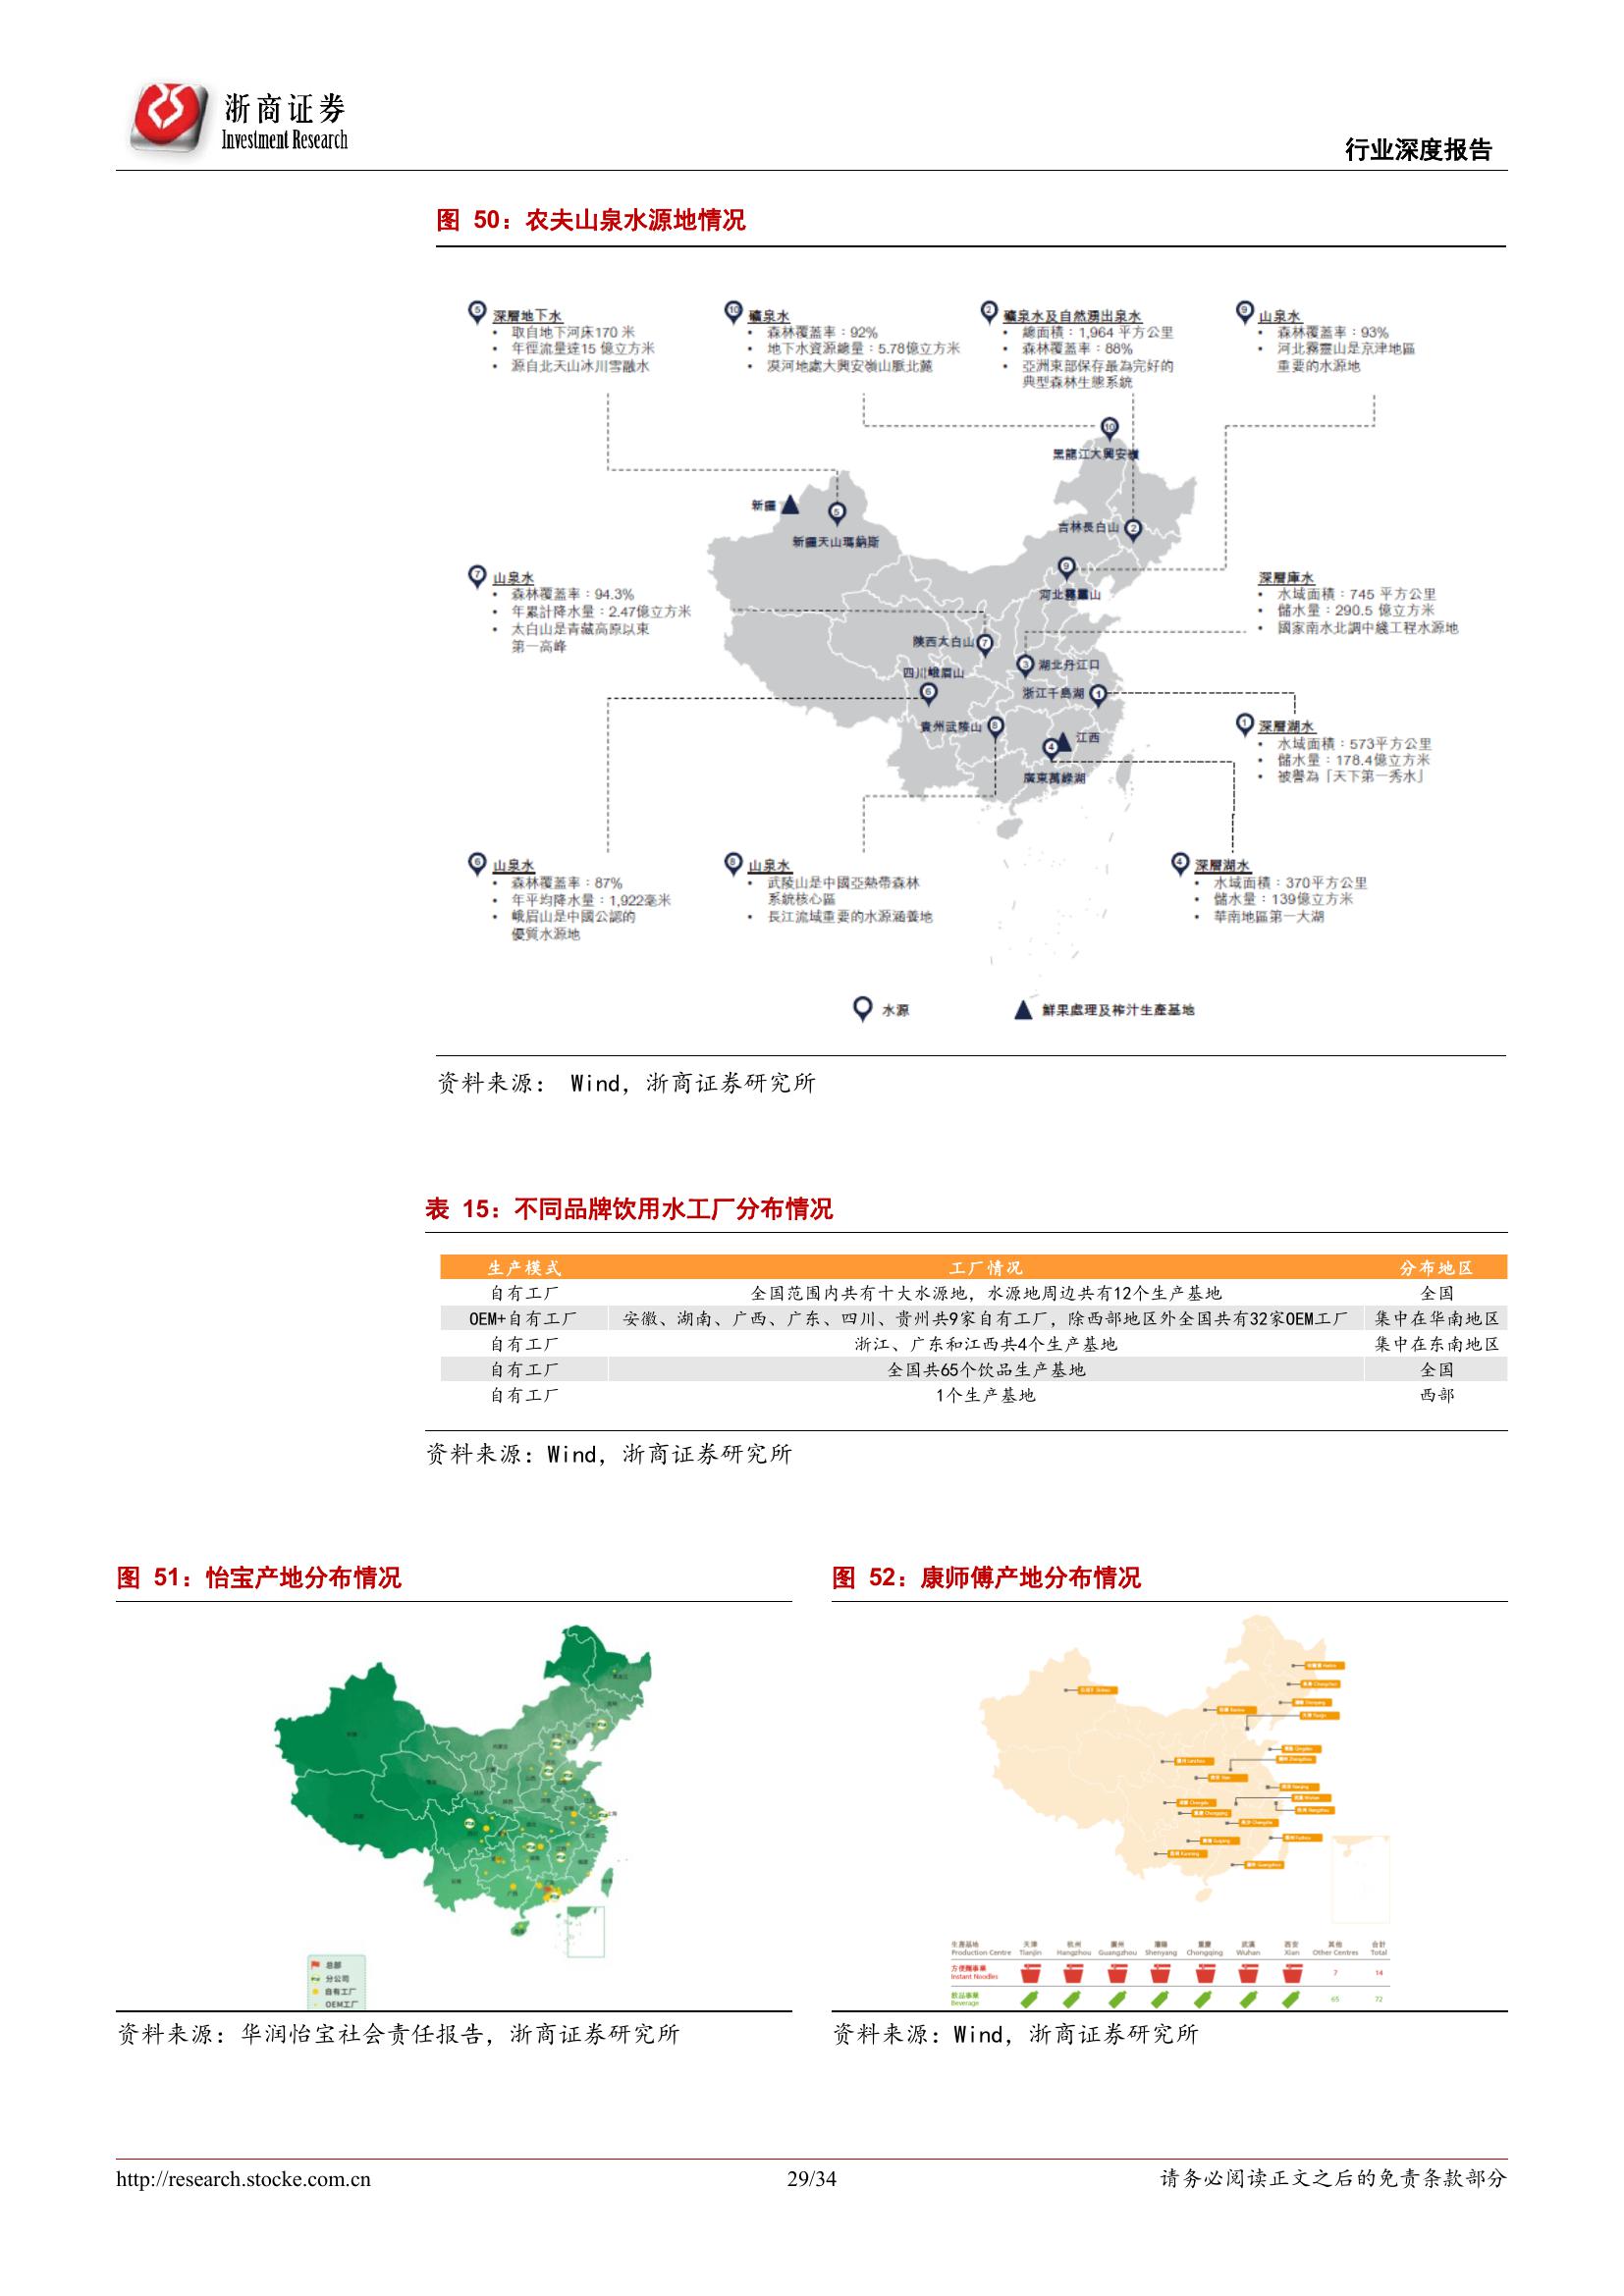 浙商证券
Investment Research
行业深度报告
图 50：农夫山泉水源地情况
5 深層地下水
• 取自地下河床170 米
• 年徑流量達15 億立方米
• 源自北天山冰川雪融水
10 礦泉水
• 森林覆蓋率：92%
• 地下水資源總量：5.78億立方米
• 漠河地處大興安嶺山脈北麓
2 礦泉水及自然湧出泉水
• 總面積：1,964 平方公里
• 森林覆蓋率：88%
• 亞洲東部保存最為完好的
典型森林生態系統
9 山泉水
• 森林覆蓋率：93%
• 河北霧靈山是京津地區
重要的水源地
10
黑龍江大興安嶺
新疆
5
新疆天山瑪納斯
吉林長白山 2
9
河北霧靈山
7 山泉水
• 森林覆蓋率：94.3%
• 年累計降水量：2.47億立方米
• 太白山是青藏高原以東
第一高峰
深層庫水
• 水域面積：745 平方公里
• 儲水量：290.5 億立方米
• 國家南水北調中綫工程水源地
陝西太白山 7
3 湖北丹江口
四川峨眉山
6
浙江千島湖 1
貴州武陵山 8
4 江西
廣東萬綠湖
1 深層湖水
• 水域面積：573平方公里
• 儲水量：178.4億立方米
• 被譽為「天下第一秀水」
6 山泉水
• 森林覆蓋率：87%
• 年平均降水量：1,922毫米
• 峨眉山是中國公認的
優質水源地
8 山泉水
• 武陵山是中國亞熱帶森林
系統核心區
• 長江流域重要的水源涵養地
4 深層湖水
• 水域面積：370平方公里
• 儲水量：139億立方米
• 華南地區第一大湖
水源
鮮果處理及榨汁生產基地
资料来源： Wind，浙商证券研究所
表 15：不同品牌饮用水工厂分布情况
生产模式 工厂情况 分布地区
自有工厂 全国范围内共有十大水源地，水源地周边共有12个生产基地 全国
OEM+自有工厂 安徽、湖南、广西、广东、四川、贵州共9家自有工厂，除西部地区外全国共有32家OEM工厂 集中在华南地区
自有工厂 浙江、广东和江西共4个生产基地 集中在东南地区
自有工厂 全国共65个饮品生产基地 全国
自有工厂 1个生产基地 西部
资料来源：Wind，浙商证券研究所
图 51：怡宝产地分布情况
总部
分公司
自有工厂
OEM工厂
资料来源：华润怡宝社会责任报告，浙商证券研究所
图 52：康师傅产地分布情况
生產基地 天津 杭州 廣州 瀋陽 重慶 武漢 西安 其他 合計
Production Centre Tianjin Hangzhou Guangzhou Shenyang Chongqing Wuhan Xian Other Centres Total
方便麵事業
Instant Noodles 7 14
飲品事業
Beverage 65 72
资料来源：Wind，浙商证券研究所
http://research.stocke.com.cn
29/34
请务必阅读正文之后的免责条款部分